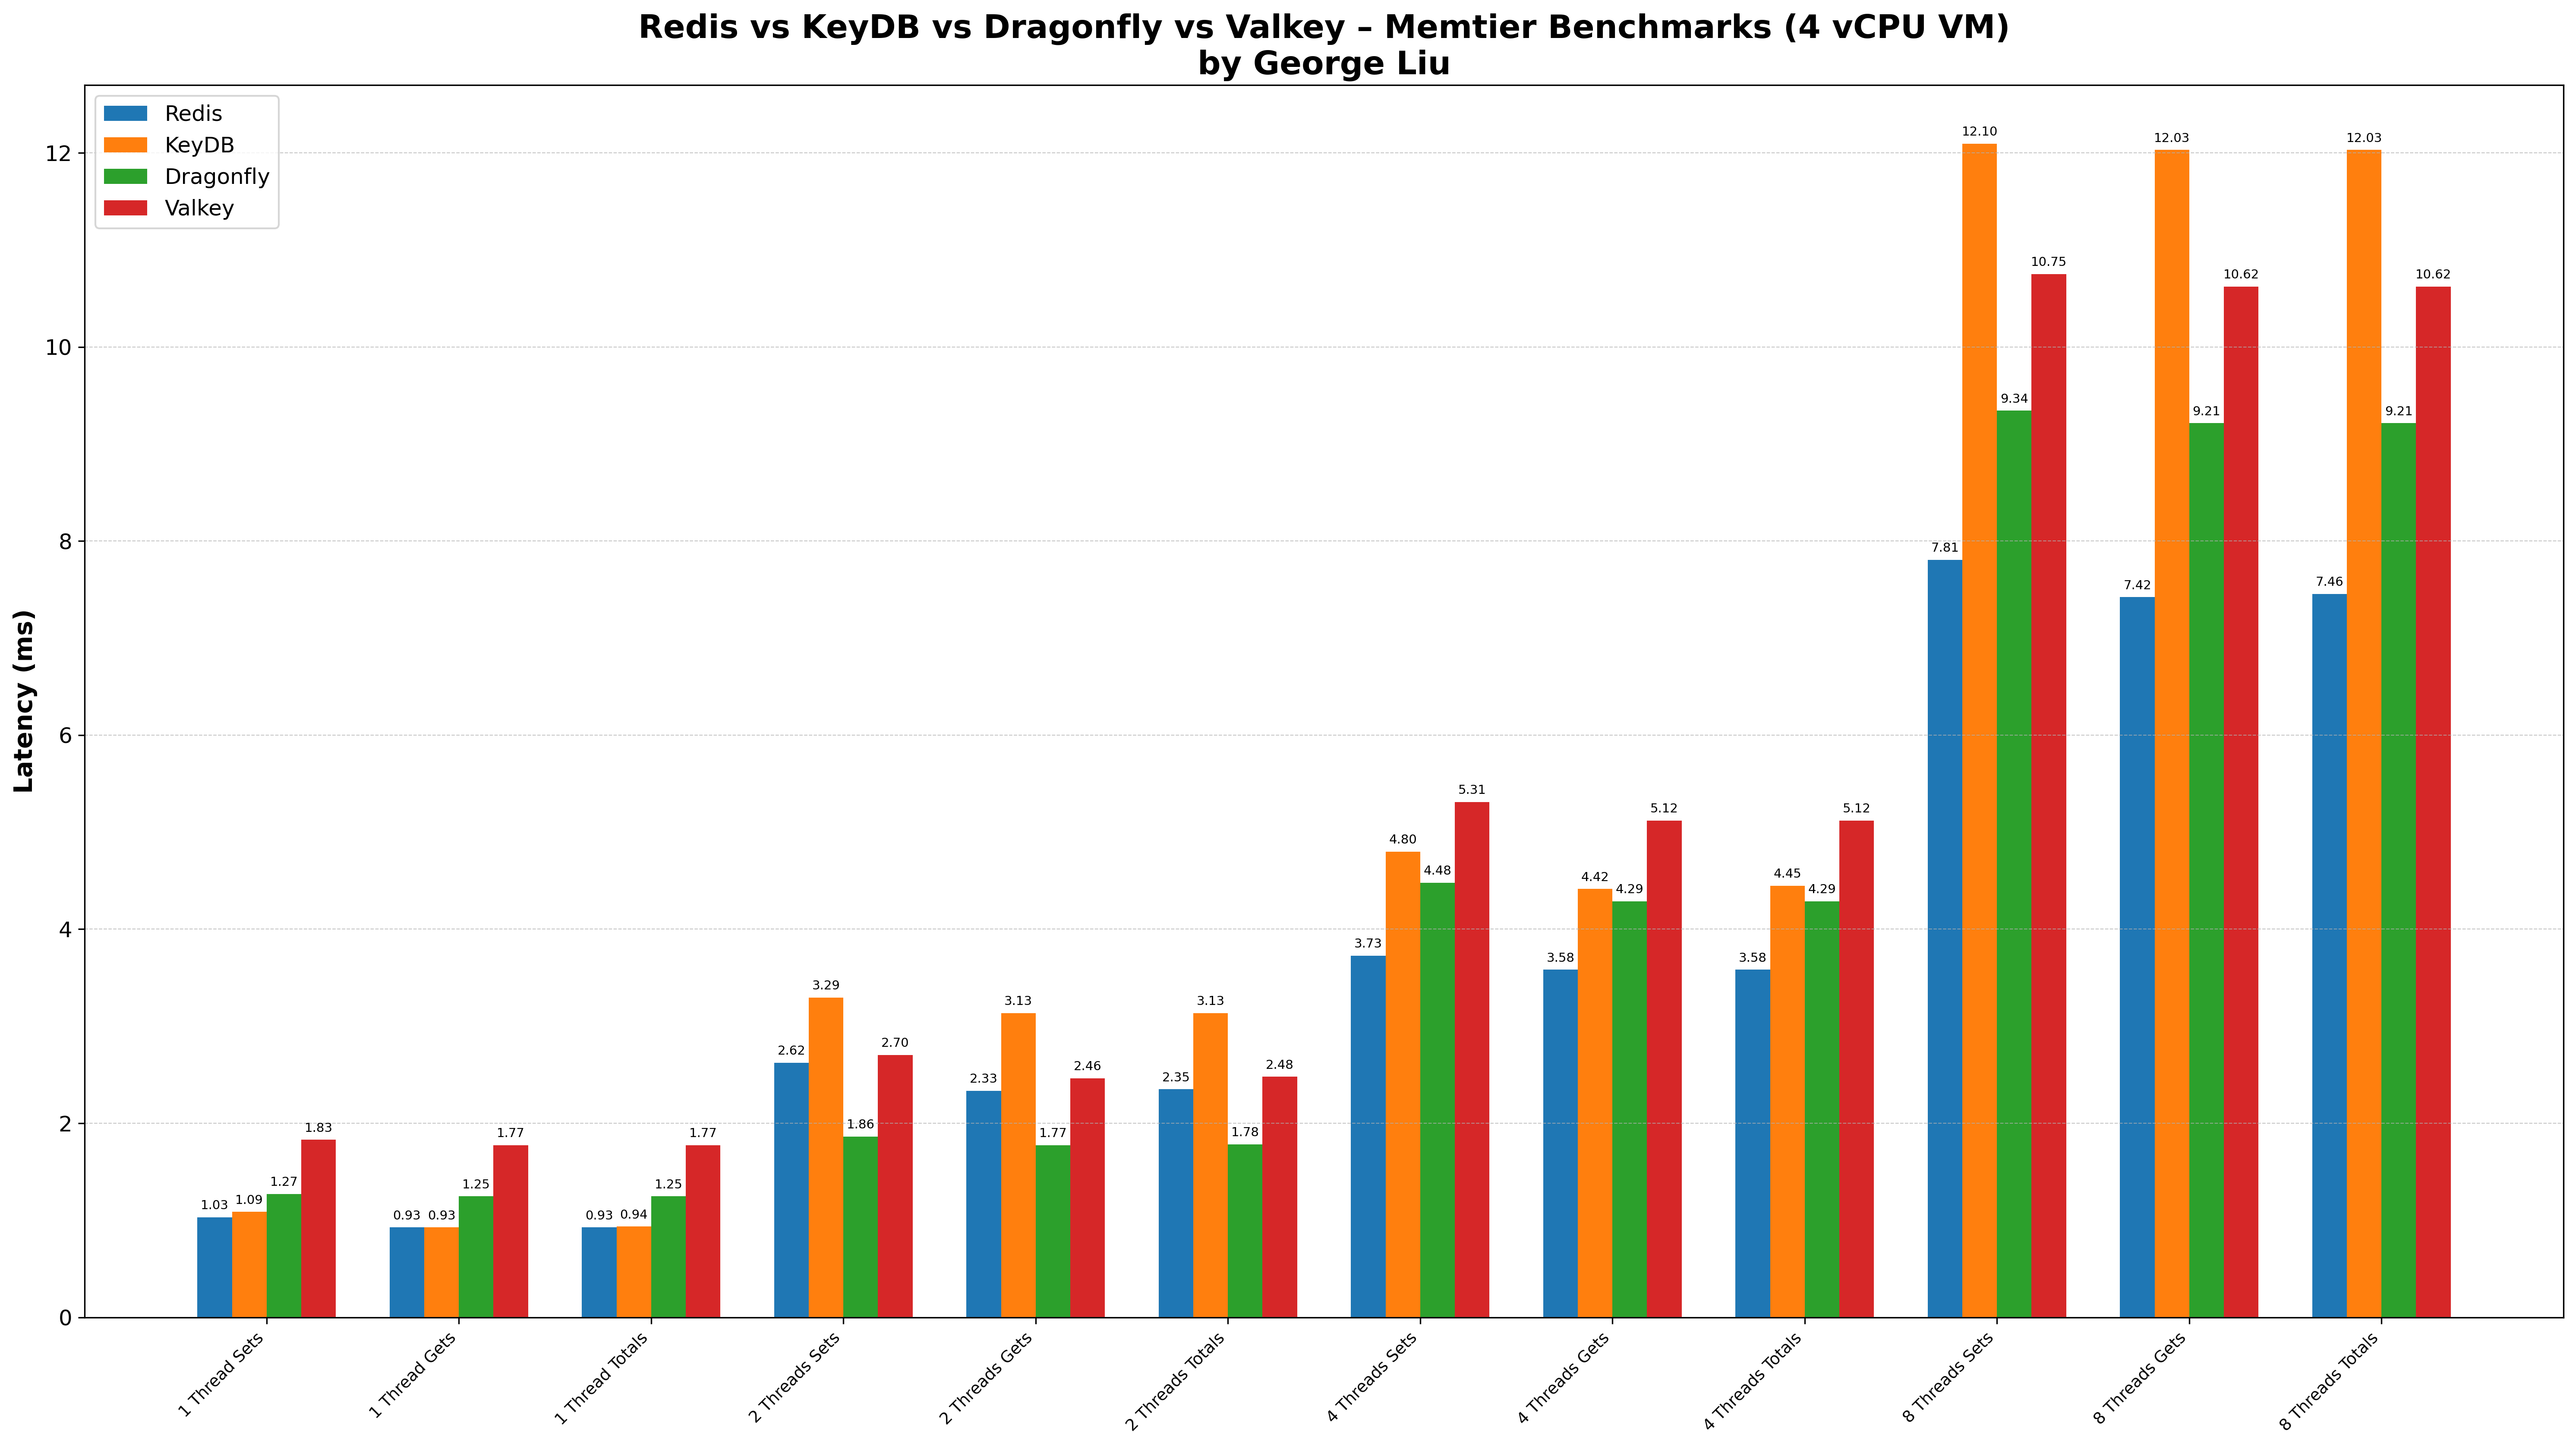 Redis vs KeyDB vs Dragonfly vs Valkey – Memtier Benchmarks (4 vCPU VM)
by George Liu
Redis
KeyDB
Dragonfly
Valkey
Latency (ms)
12
10
8
6
4
2
0
1.03 1.09 1.27 1.83
0.93 0.93 1.25 1.77
0.93 0.94 1.25 1.77
2.62 3.29 1.86 2.70
2.33 3.13 1.77 2.46
2.35 3.13 1.78 2.48
3.73 4.80 4.48 5.31
3.58 4.42 4.29 5.12
3.58 4.45 4.29 5.12
7.81 12.10 9.34 10.75
7.42 12.03 9.21 10.62
7.46 12.03 9.21 10.62
1 Thread Sets
1 Thread Gets
1 Thread Totals
2 Threads Sets
2 Threads Gets
2 Threads Totals
4 Threads Sets
4 Threads Gets
4 Threads Totals
8 Threads Sets
8 Threads Gets
8 Threads Totals